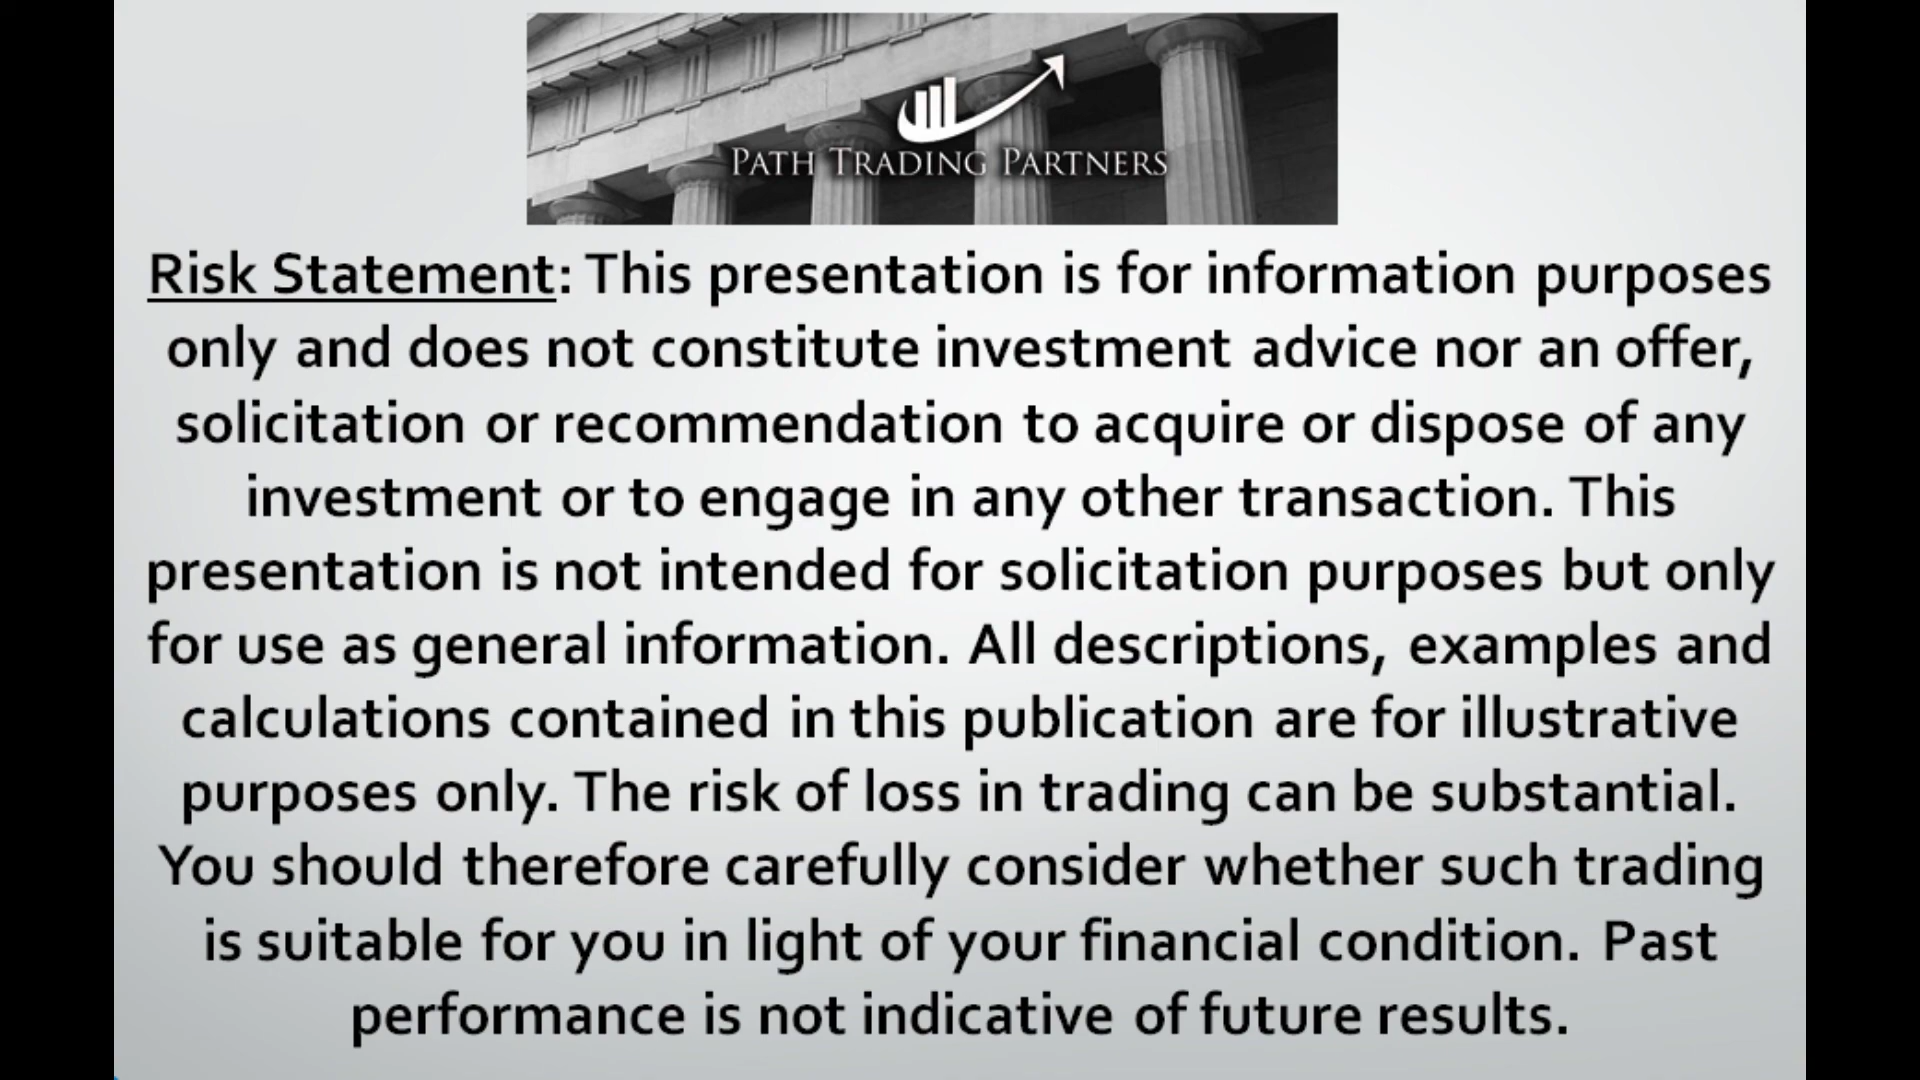 PATH TRADING PARTNERS
Risk Statement: This presentation is for information purposes
only and does not constitute investment advice nor an offer,
solicitation or recommendation to acquire or dispose of any
investment or to engage in any other transaction. This
presentation is not intended for solicitation purposes but only
for use as general information. All descriptions, examples and
calculations contained in this publication are for illustrative
purposes only. The risk of loss in trading can be substantial.
You should therefore carefully consider whether such trading
is suitable for you in light of your financial condition. Past
performance is not indicative of future results.